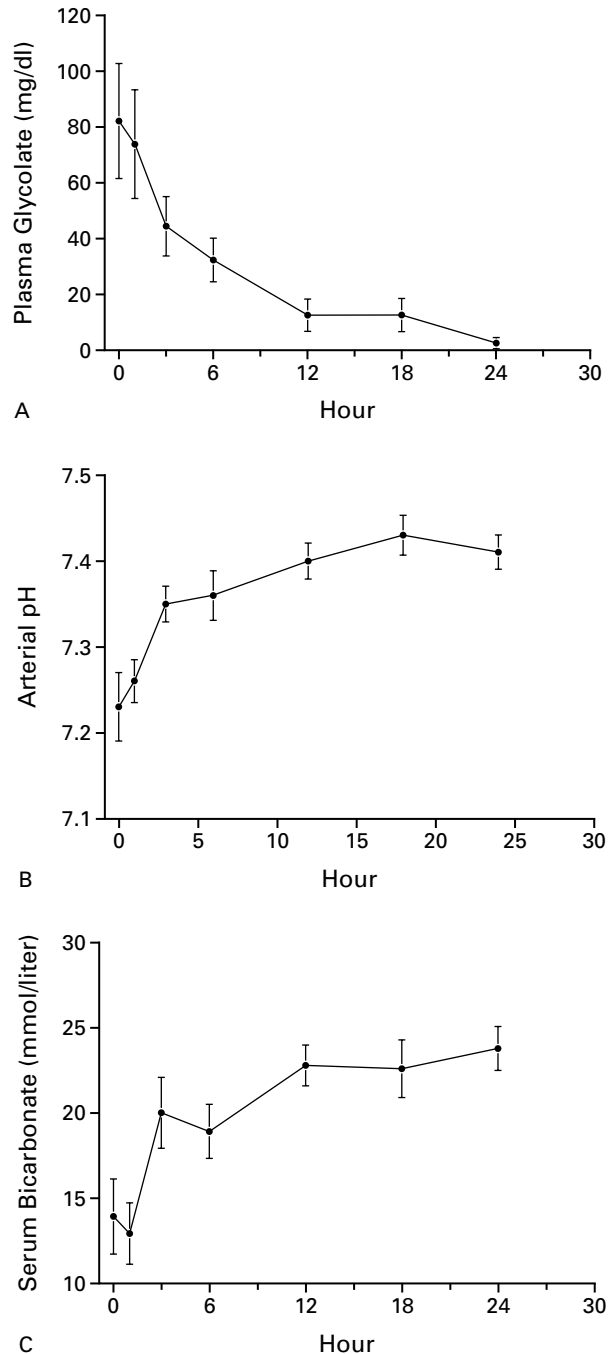 Plasma Glycolate (mg/dl)
120
100
80
60
40
20
0
0 6 12 18 24 30
Hour
A
Arterial pH
7.5
7.4
7.3
7.2
7.1
0 5 10 15 20 25 30
Hour
B
Serum Bicarbonate (mmol/liter)
30
25
20
15
10
0 6 12 18 24 30
Hour
C